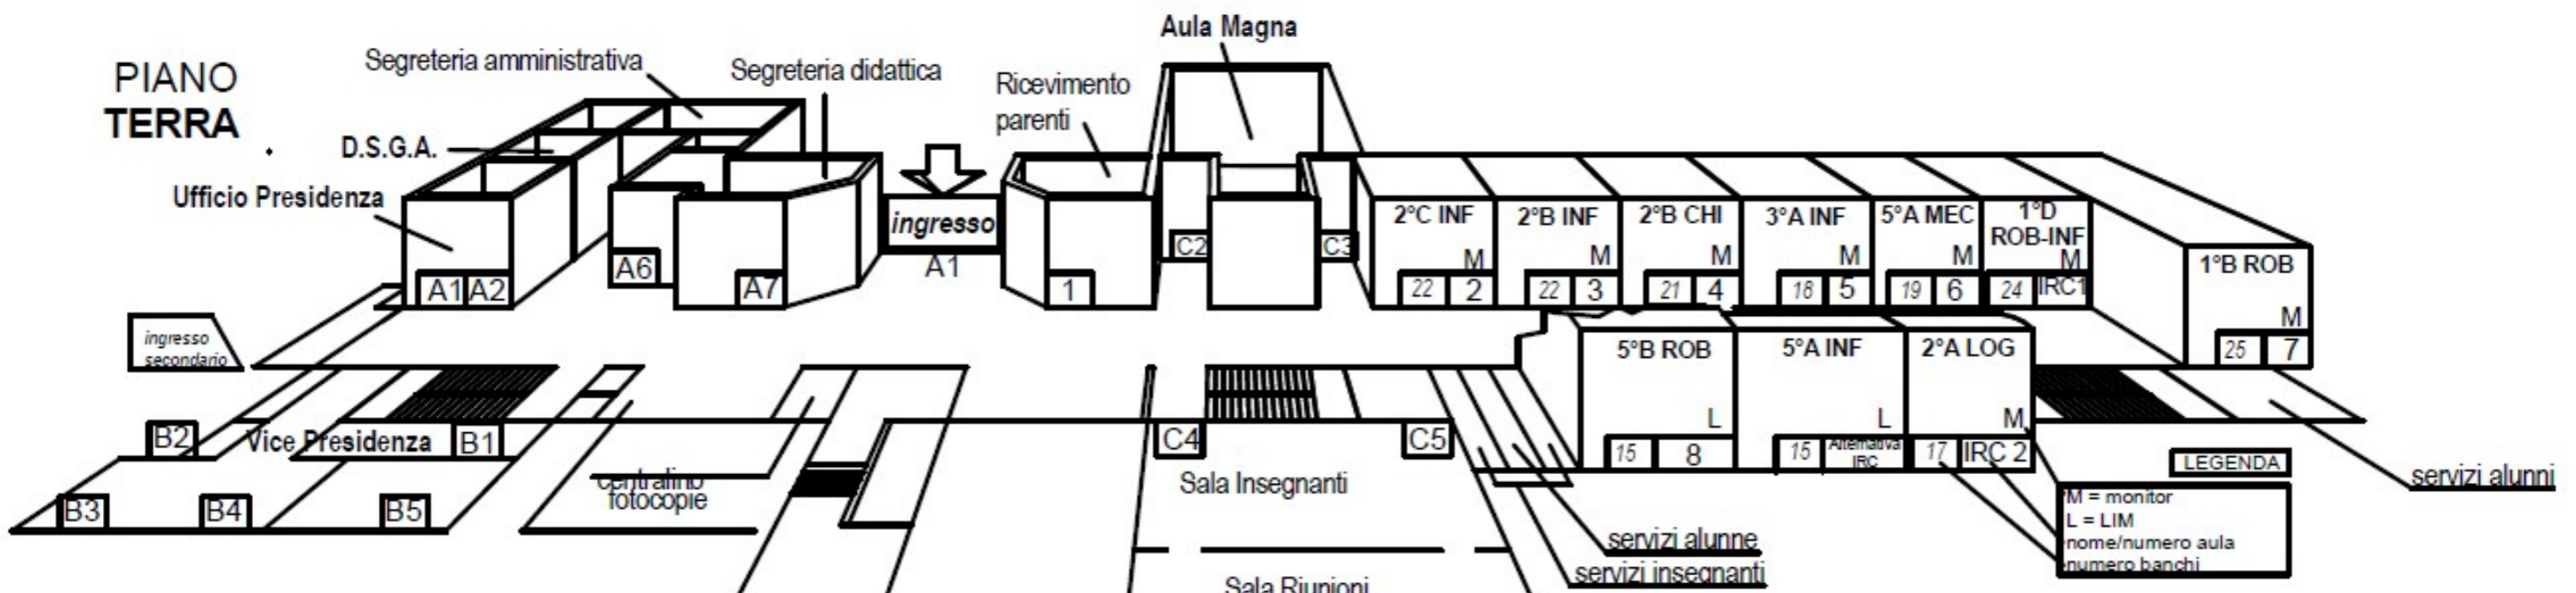 PIANO
TERRA
Segreteria amministrativa
Segreteria didattica
Aula Magna
Ricevimento
parenti
D.S.G.A.
Ufficio Presidenza
ingresso
A1
A1 A2
A6
A7
1
C2
C3
2°C INF
M
22 2
2°B INF
M
22 3
2°B CHI
M
21 4
3°A INF
M
18 5
5°A MEC
M
19 6
1°D
ROB-INF
M
24 IRC1
1°B ROB
M
25 7
ingresso
secondario
5°B ROB
L
15 8
5°A INF
L
15 Alternativa
IRC
2°A LOG
M
17 IRC 2
B2
Vice Presidenza
B1
B3
B4
B5
centralino
fotocopie
C4
C5
Sala Insegnanti
Sala Riunioni
servizi alunne
servizi insegnanti
servizi alunni
LEGENDA
M = monitor
L = LIM
nome/numero aula
numero banchi